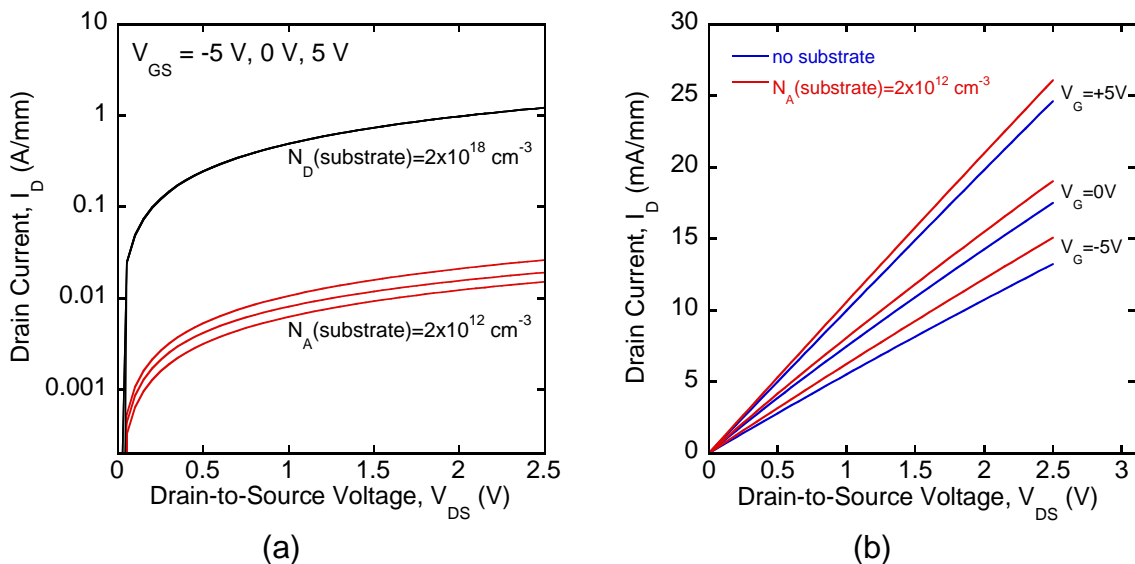 V_GS = -5 V, 0 V, 5 V
N_D(substrate)=2x10^18 cm^-3
N_A(substrate)=2x10^12 cm^-3
Drain Current, I_D (A/mm)
10
1
0.1
0.01
0.001
0 0.5 1 1.5 2 2.5
Drain-to-Source Voltage, V_DS (V)
(a)
no substrate
N_A(substrate)=2x10^12 cm^-3
V_G=+5V
V_G=0V
V_G=-5V
Drain Current, I_D (mA/mm)
30
25
20
15
10
5
0
0 0.5 1 1.5 2 2.5 3
Drain-to-Source Voltage, V_DS (V)
(b)